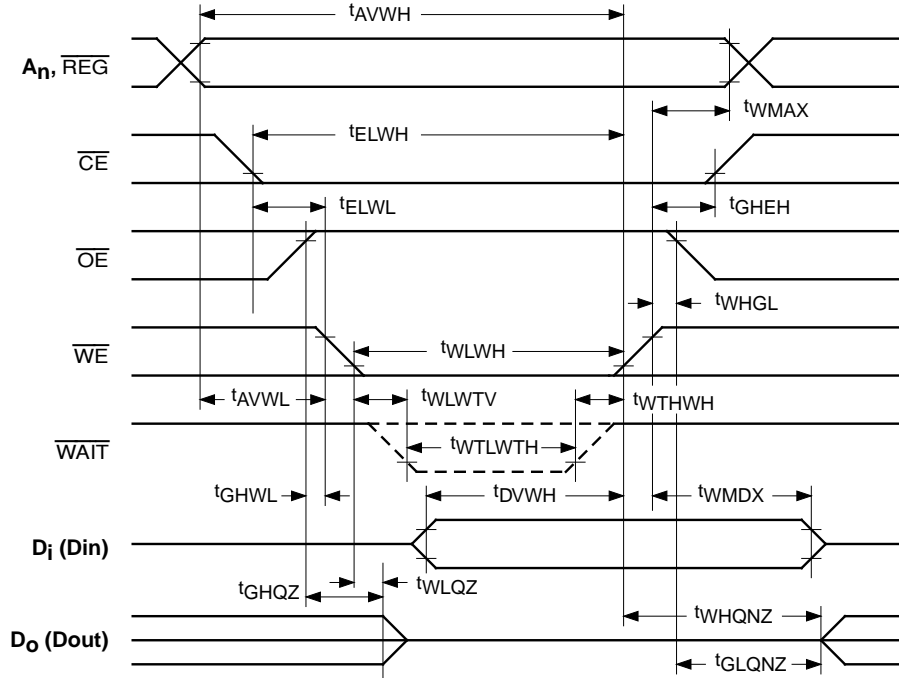 tAVWH
An, REG
tWMAX
tELWH
CE
tELWL
tGHEH
OE
tWHGL
WE
tWLWH
tAVWL
tWLWTV
tWTHWH
WAIT
tWTLWTH
tGHWL
tDVWH
tWMDX
Di (Din)
tGHQZ
tWLQZ
tWHQNZ
Do (Dout)
tGLQNZ